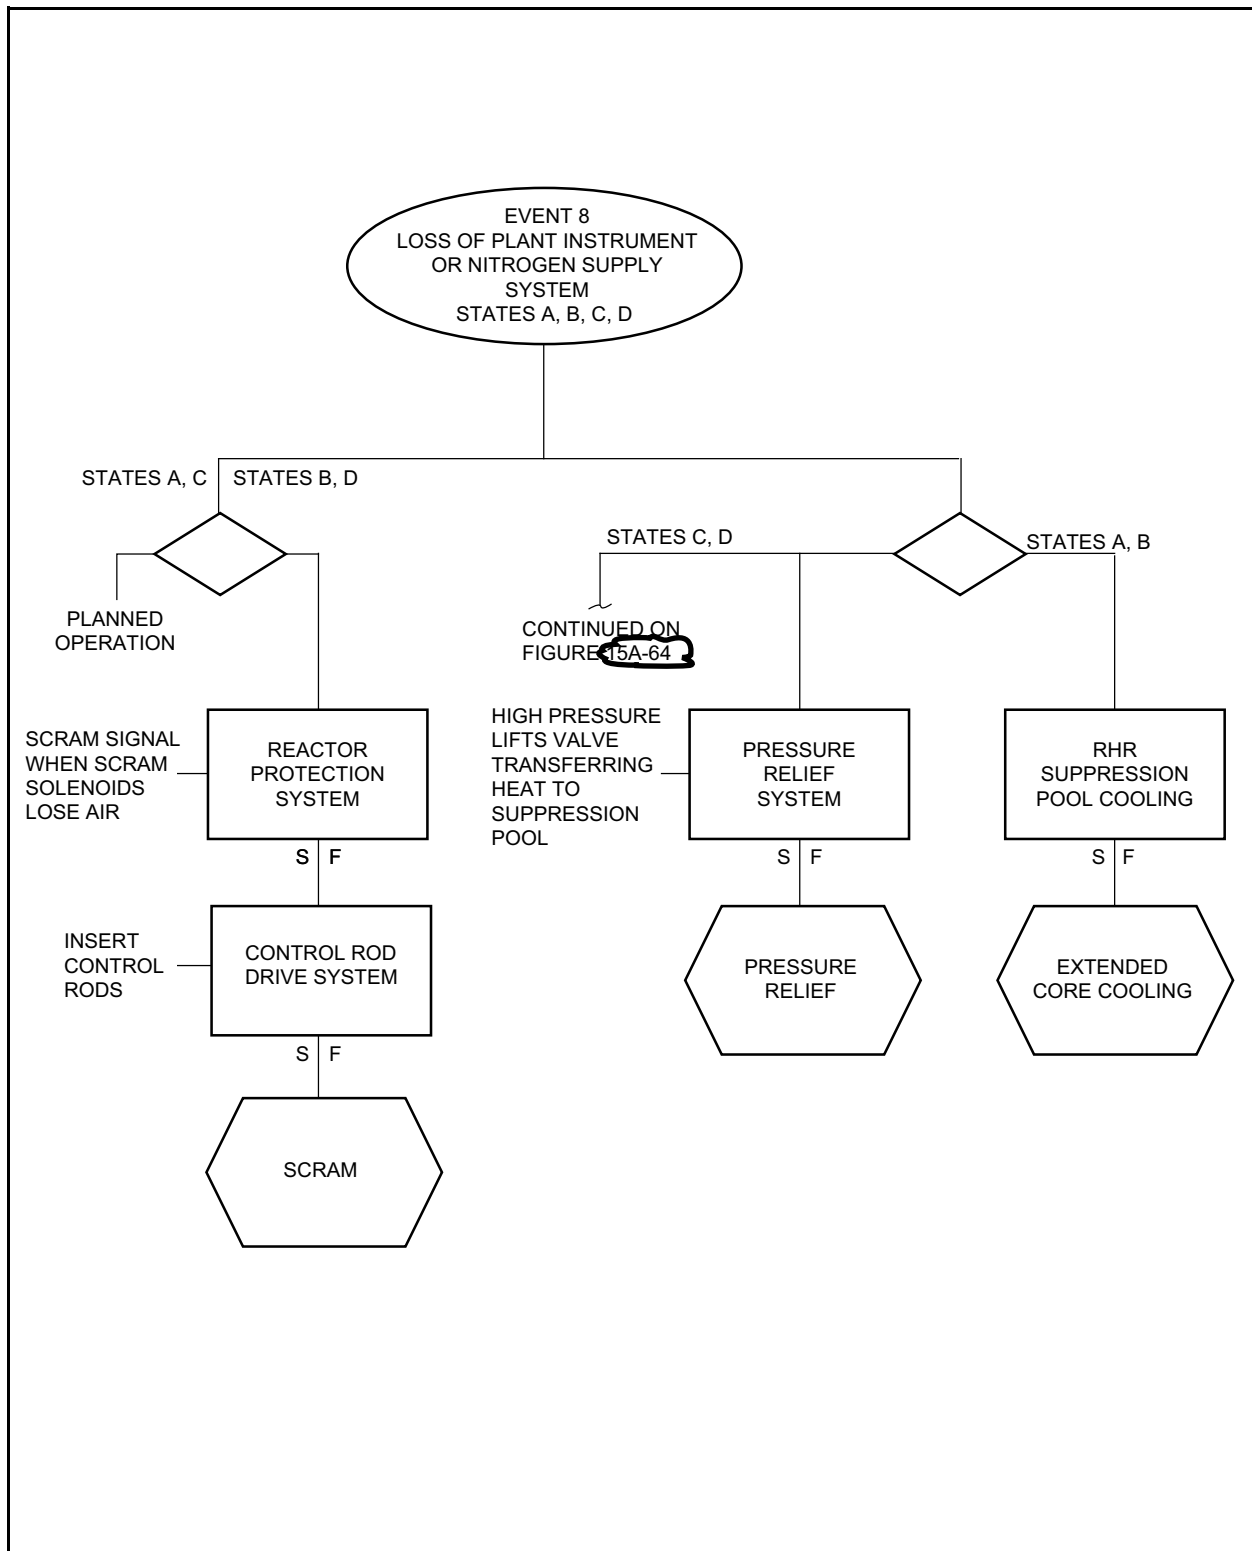 EVENT 8
LOSS OF PLANT INSTRUMENT
OR NITROGEN SUPPLY
SYSTEM
STATES A, B, C, D
STATES A, C
STATES B, D
PLANNED
OPERATION
STATES C, D
STATES A, B
CONTINUED ON
FIGURE 15A-64
SCRAM SIGNAL
WHEN SCRAM
SOLENOIDS
LOSE AIR
REACTOR
PROTECTION
SYSTEM
HIGH PRESSURE
LIFTS VALVE
TRANSFERRING
HEAT TO
SUPPRESSION
POOL
PRESSURE
RELIEF
SYSTEM
RHR
SUPPRESSION
POOL COOLING
S F
S F
S F
INSERT
CONTROL
RODS
CONTROL ROD
DRIVE SYSTEM
PRESSURE
RELIEF
EXTENDED
CORE COOLING
S F
SCRAM